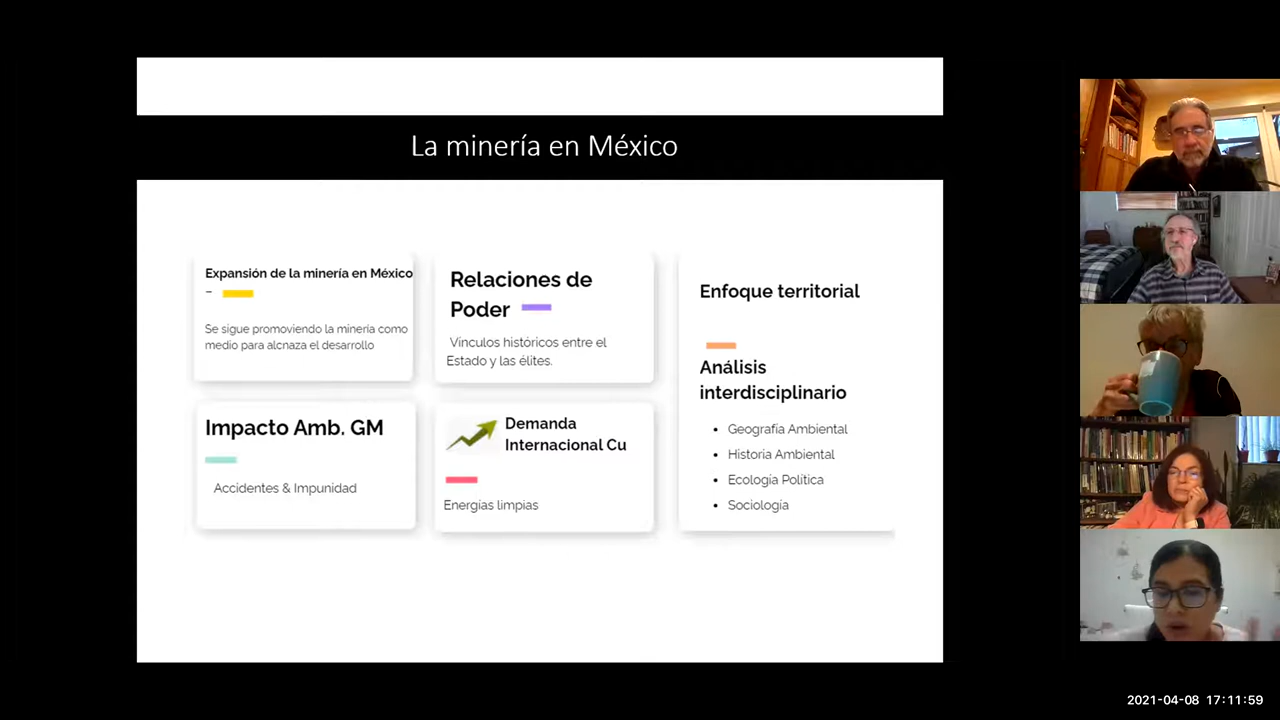 La minería en México
Expansión de la minería en México
–
Se sigue promoviendo la minería como
medio para alcnaza el desarrollo
Relaciones de
Poder
Vínculos históricos entre el
Estado y las élites.
Impacto Amb. GM
Accidentes & Impunidad
Demanda
Internacional Cu
Energías limpias
Enfoque territorial
Análisis
interdisciplinario
• Geografía Ambiental
• Historia Ambiental
• Ecología Política
• Sociología
2021-04-08 17:11:59